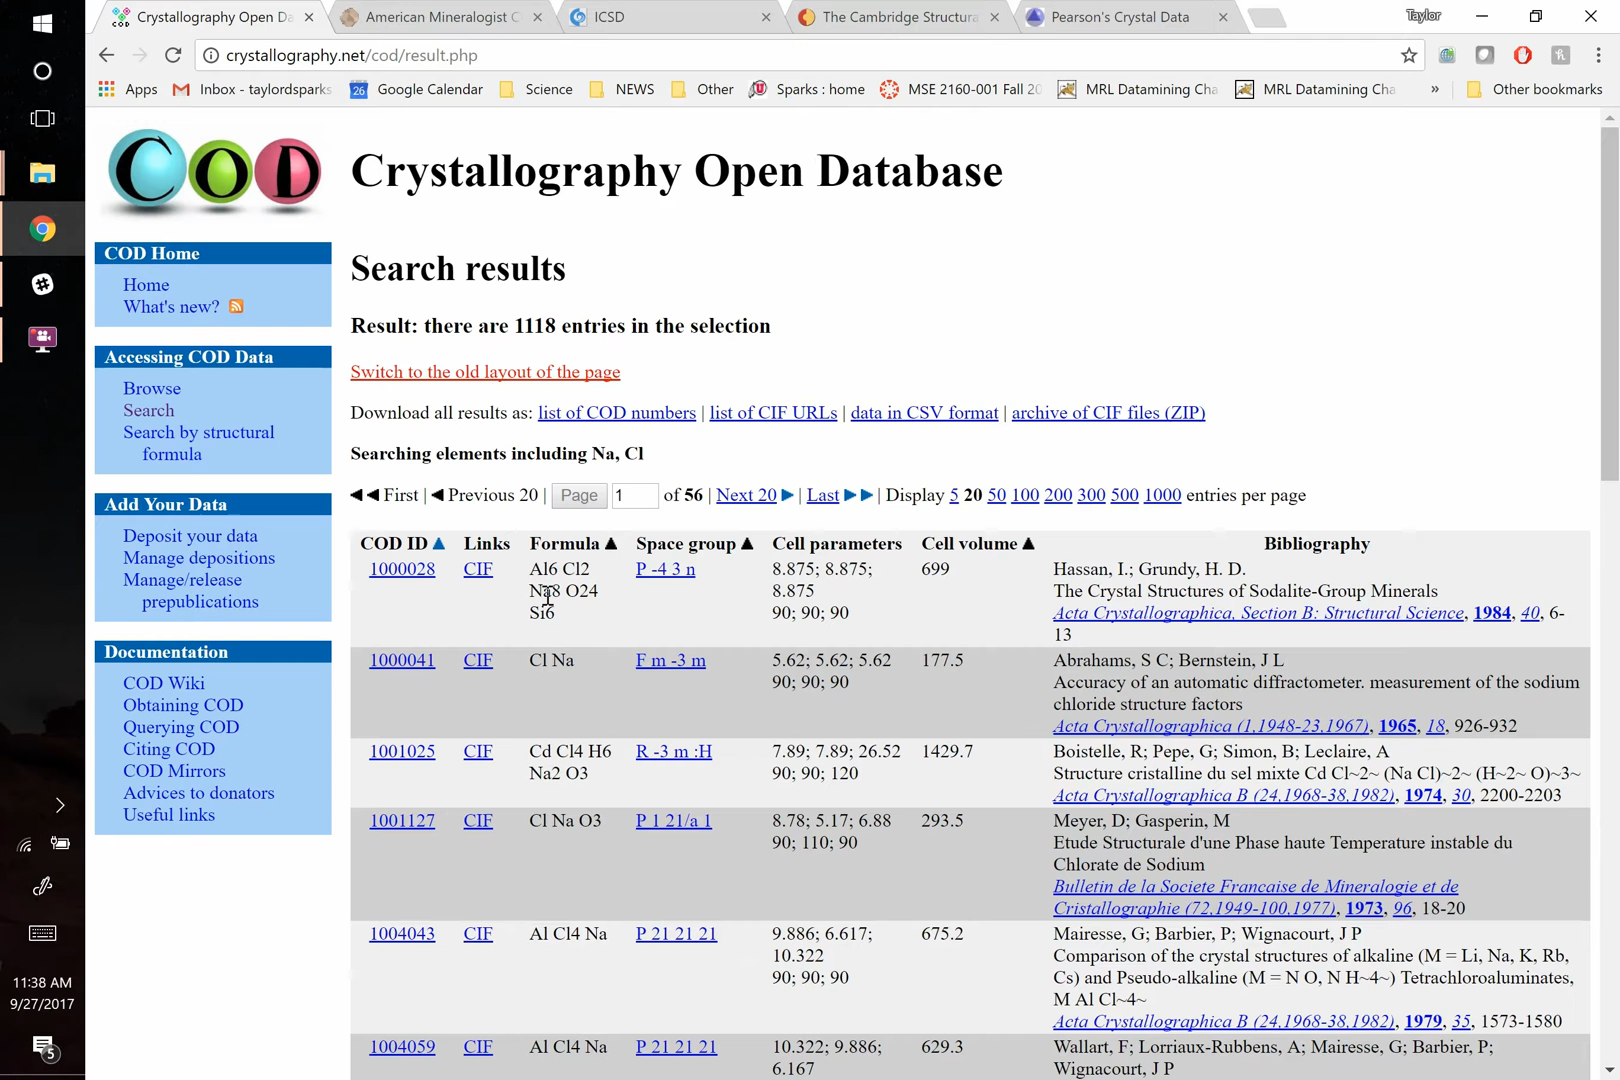 Crystallography Open Da
American Mineralogist C
ICSD
The Cambridge Structura
Pearson's Crystal Data
Taylor
crystallography.net/cod/result.php
Apps
Inbox - taylordsparks
26
Google Calendar
Science
NEWS
Other
Sparks : home
MSE 2160-001 Fall 20
MRL Datamining Cha
MRL Datamining Cha
»
Other bookmarks
COD
Crystallography Open Database
COD Home
Home
What's new?
Accessing COD Data
Browse
Search
Search by structural
formula
Add Your Data
Deposit your data
Manage depositions
Manage/release
prepublications
Documentation
COD Wiki
Obtaining COD
Querying COD
Citing COD
COD Mirrors
Advices to donators
Useful links
Search results
Result: there are 1118 entries in the selection
Switch to the old layout of the page
Download all results as: list of COD numbers | list of CIF URLs | data in CSV format | archive of CIF files (ZIP)
Searching elements including Na, Cl
First | Previous 20 | Page 1 of 56 | Next 20 | Last | Display 5 20 50 100 200 300 500 1000 entries per page
COD ID Links Formula Space group Cell parameters Cell volume Bibliography
1000028 CIF Al6 Cl2 P -4 3 n 8.875; 8.875; 699 Hassan, I.; Grundy, H. D.
Na8 O24 8.875 The Crystal Structures of Sodalite-Group Minerals
Si6 90; 90; 90 Acta Crystallographica, Section B: Structural Science, 1984, 40, 6-
13
1000041 CIF Cl Na F m -3 m 5.62; 5.62; 5.62 177.5 Abrahams, S C; Bernstein, J L
90; 90; 90 Accuracy of an automatic diffractometer. measurement of the sodium
chloride structure factors
Acta Crystallographica (1,1948-23,1967), 1965, 18, 926-932
1001025 CIF Cd Cl4 H6 R -3 m :H 7.89; 7.89; 26.52 1429.7 Boistelle, R; Pepe, G; Simon, B; Leclaire, A
Na2 O3 90; 90; 120 Structure cristalline du sel mixte Cd Cl~2~ (Na Cl)~2~ (H~2~ O)~3~
Acta Crystallographica B (24,1968-38,1982), 1974, 30, 2200-2203
1001127 CIF Cl Na O3 P 1 21/a 1 8.78; 5.17; 6.88 293.5 Meyer, D; Gasperin, M
90; 110; 90 Etude Structurale d'une Phase haute Temperature instable du
Chlorate de Sodium
Bulletin de la Societe Francaise de Mineralogie et de
Cristallographie (72,1949-100,1977), 1973, 96, 18-20
1004043 CIF Al Cl4 Na P 21 21 21 9.886; 6.617; 675.2 Mairesse, G; Barbier, P; Wignacourt, J P
10.322 Comparison of the crystal structures of alkaline (M = Li, Na, K, Rb,
90; 90; 90 Cs) and Pseudo-alkaline (M = N O, N H~4~) Tetrachloroaluminates,
M Al Cl~4~
Acta Crystallographica B (24,1968-38,1982), 1979, 35, 1573-1580
1004059 CIF Al Cl4 Na P 21 21 21 10.322; 9.886; 629.3 Wallart, F; Lorriaux-Rubbens, A; Mairesse, G; Barbier, P;
6.167 Wignacourt, J P
11:38 AM
9/27/2017
5